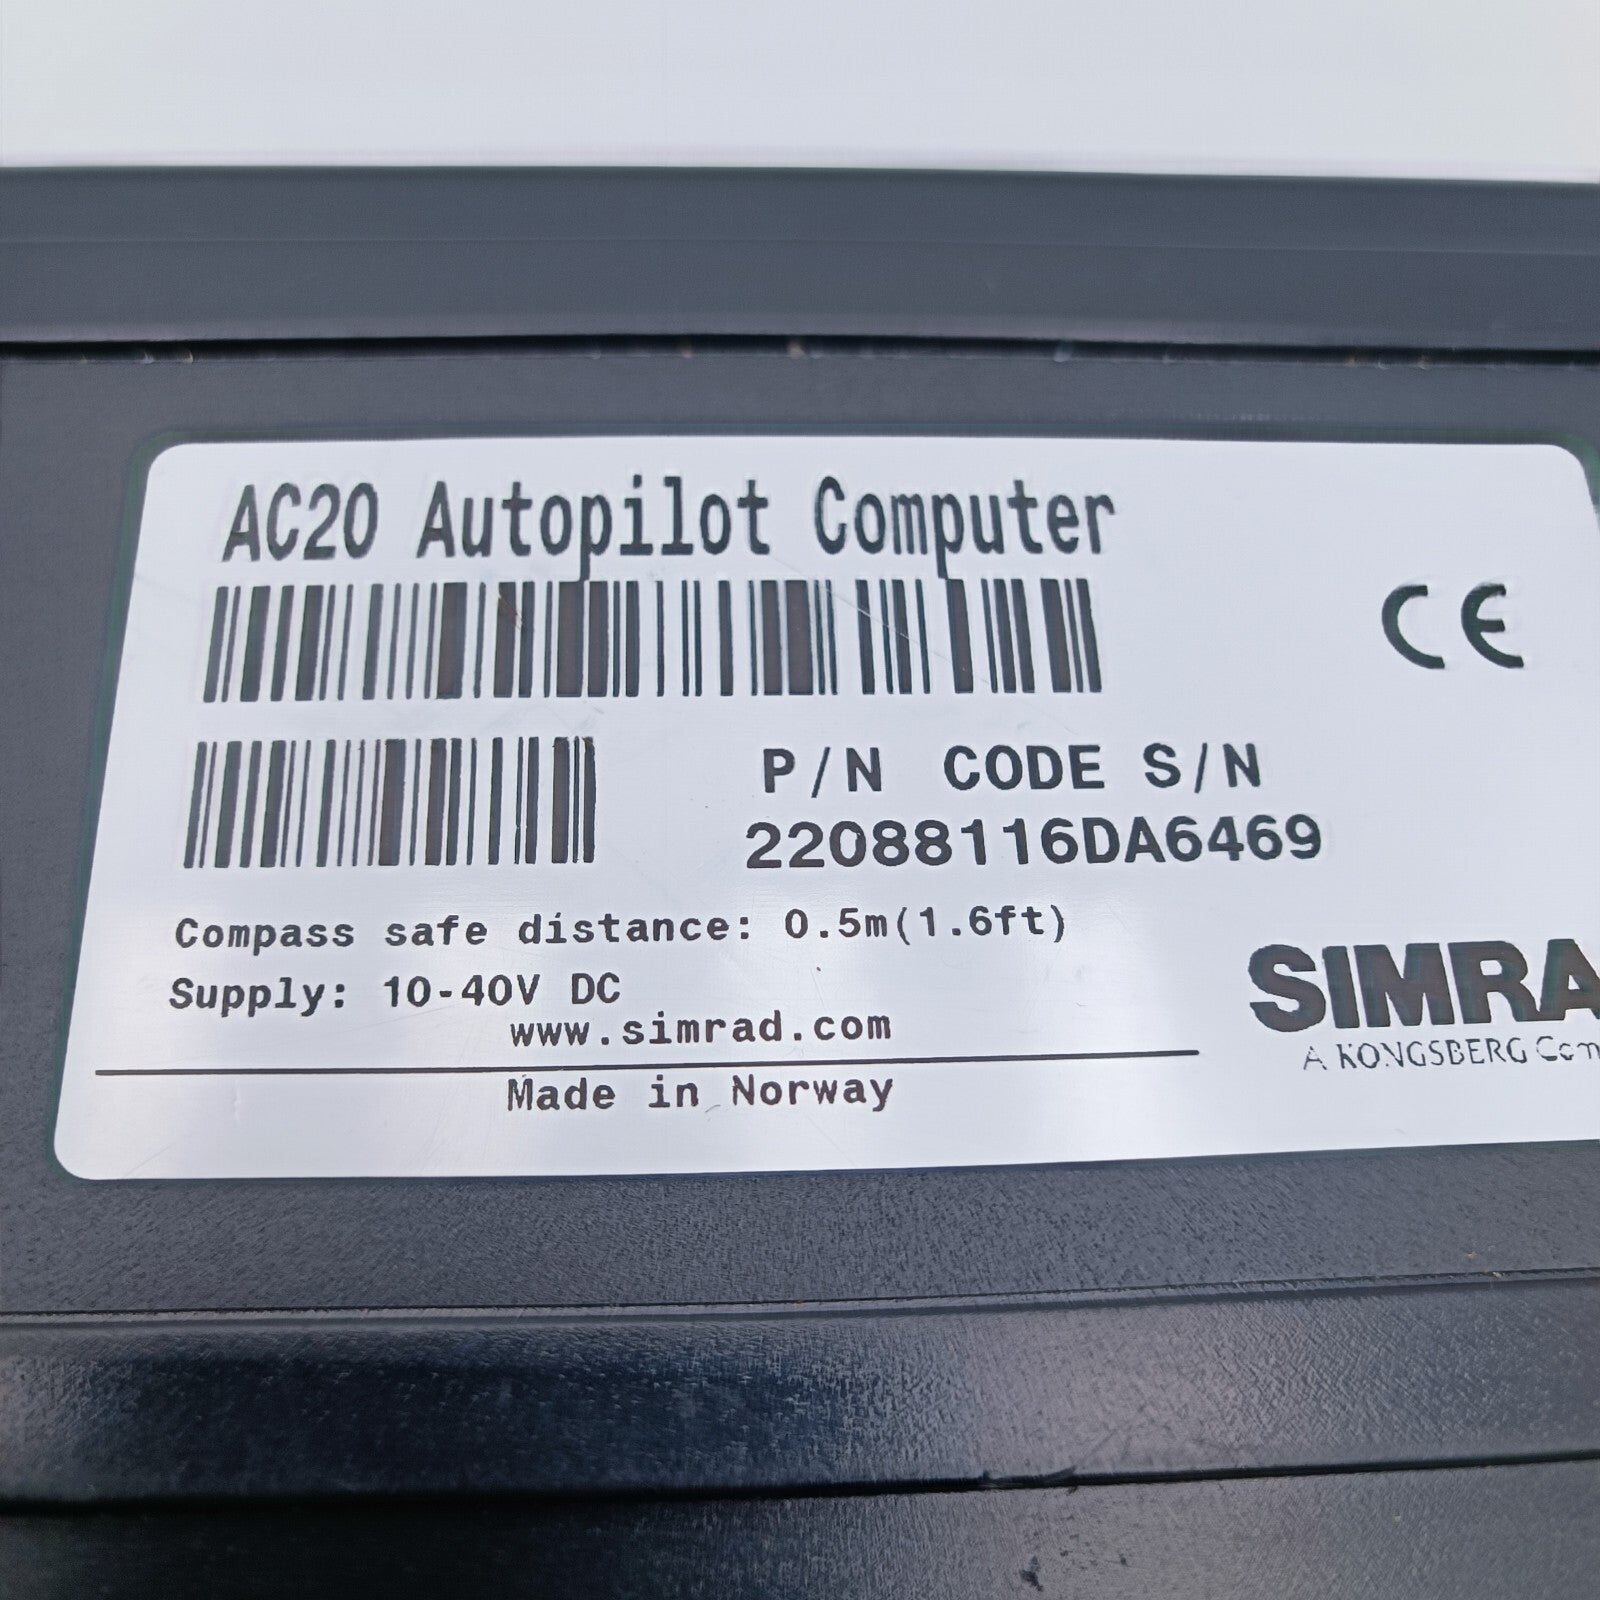 AC20 Autopilot Computer
CE
P/N CODE S/N
22088116DA6469
Compass safe distance: 0.5m(1.6ft)
Supply: 10-40V DC
www.simrad.com
SIMRA
A KONGSBERG Com
Made in Norway